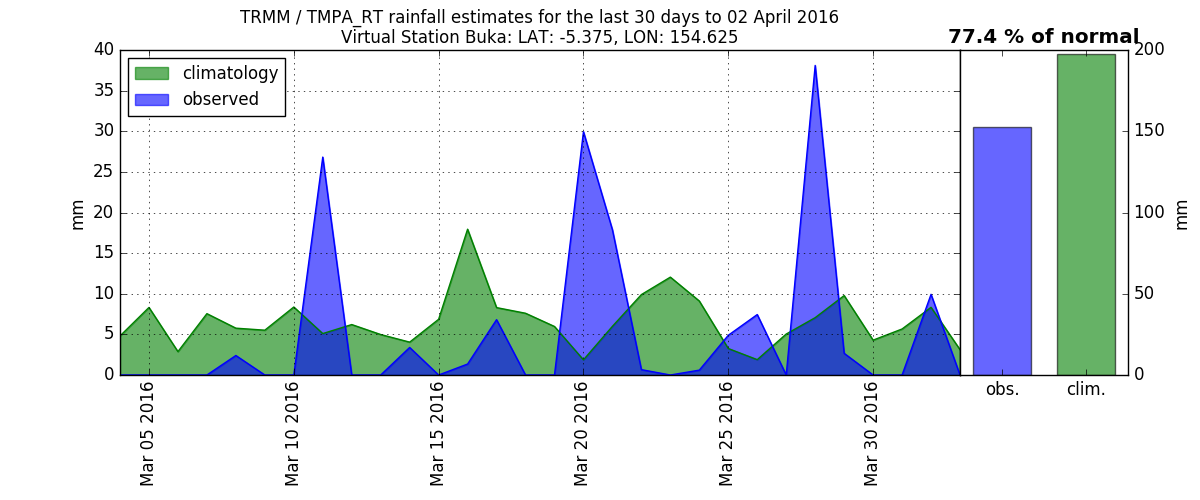 TRMM / TMPA_RT rainfall estimates for the last 30 days to 02 April 2016
Virtual Station Buka: LAT: -5.375, LON: 154.625
77.4 % of normal
climatology
observed
40
35
30
25
20
15
10
5
0
mm
Mar 05 2016
Mar 10 2016
Mar 15 2016
Mar 20 2016
Mar 25 2016
Mar 30 2016
200
150
100
50
0
mm
obs.
clim.